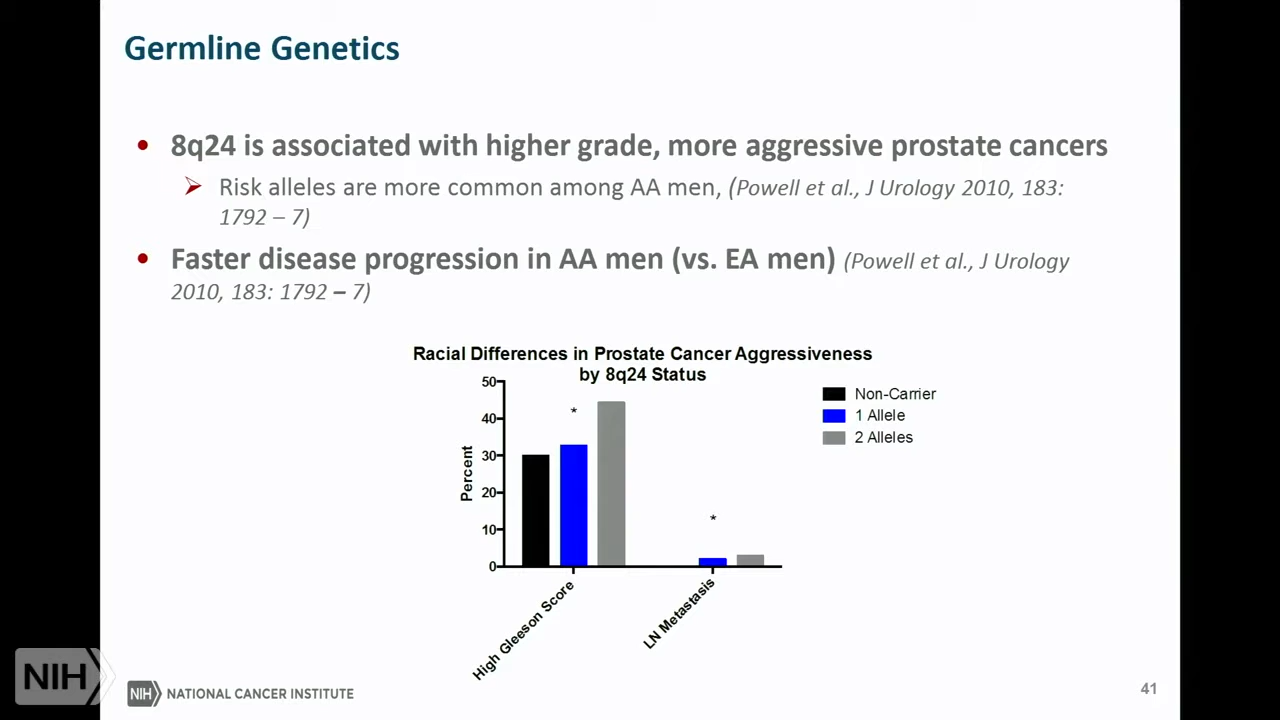 Germline Genetics
• 8q24 is associated with higher grade, more aggressive prostate cancers
➢ Risk alleles are more common among AA men, (Powell et al., J Urology 2010, 183:
1792 – 7)
• Faster disease progression in AA men (vs. EA men) (Powell et al., J Urology
2010, 183: 1792 – 7)
Racial Differences in Prostate Cancer Aggressiveness
by 8q24 Status
Non-Carrier
1 Allele
2 Alleles
Percent
50
40
30
20
10
0
*
*
High Gleeson Score
LN Metastasis
NIH
NIH NATIONAL CANCER INSTITUTE
41